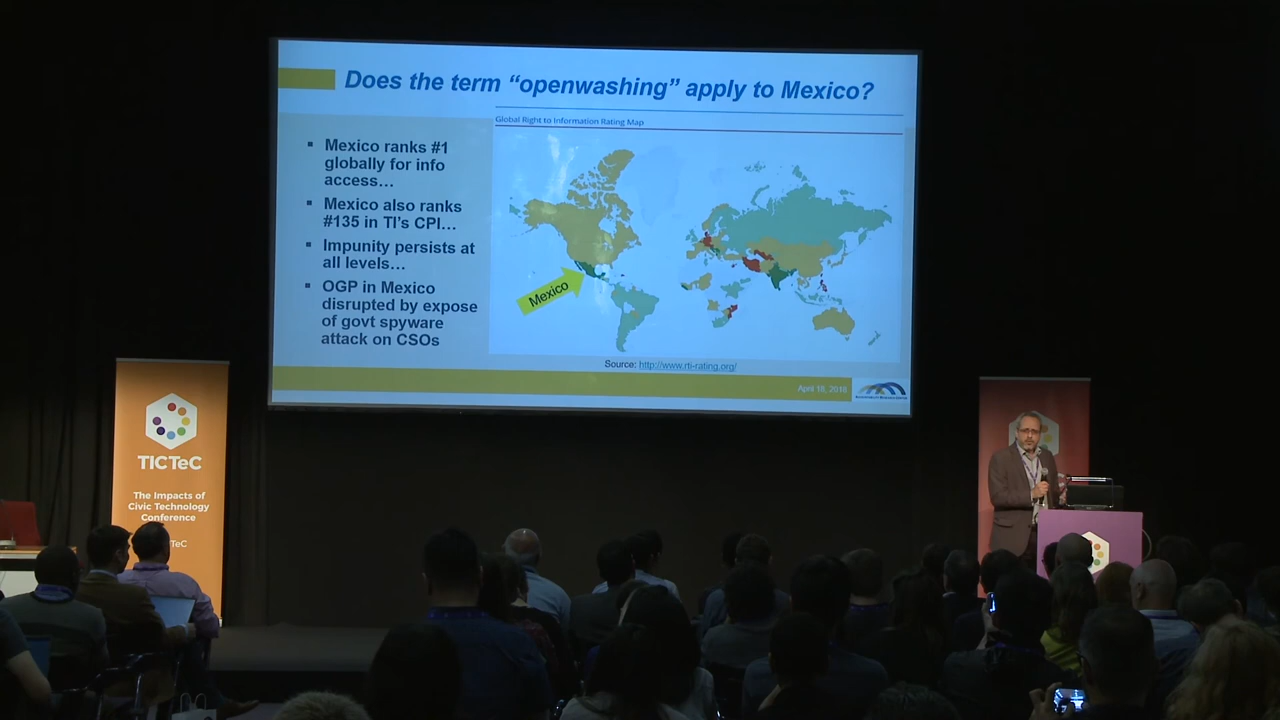 Does the term “openwashing” apply to Mexico?
Global Right to Information Rating Map
▪ Mexico ranks #1
globally for info
access…
▪ Mexico also ranks
#135 in TI’s CPI…
▪ Impunity persists at
all levels…
▪ OGP in Mexico
disrupted by expose
of govt spyware
attack on CSOs
Mexico
Source: http://www.rti-rating.org/
April 18, 2018
TICTeC
The Impacts of
Civic Technology
Conference
TeC